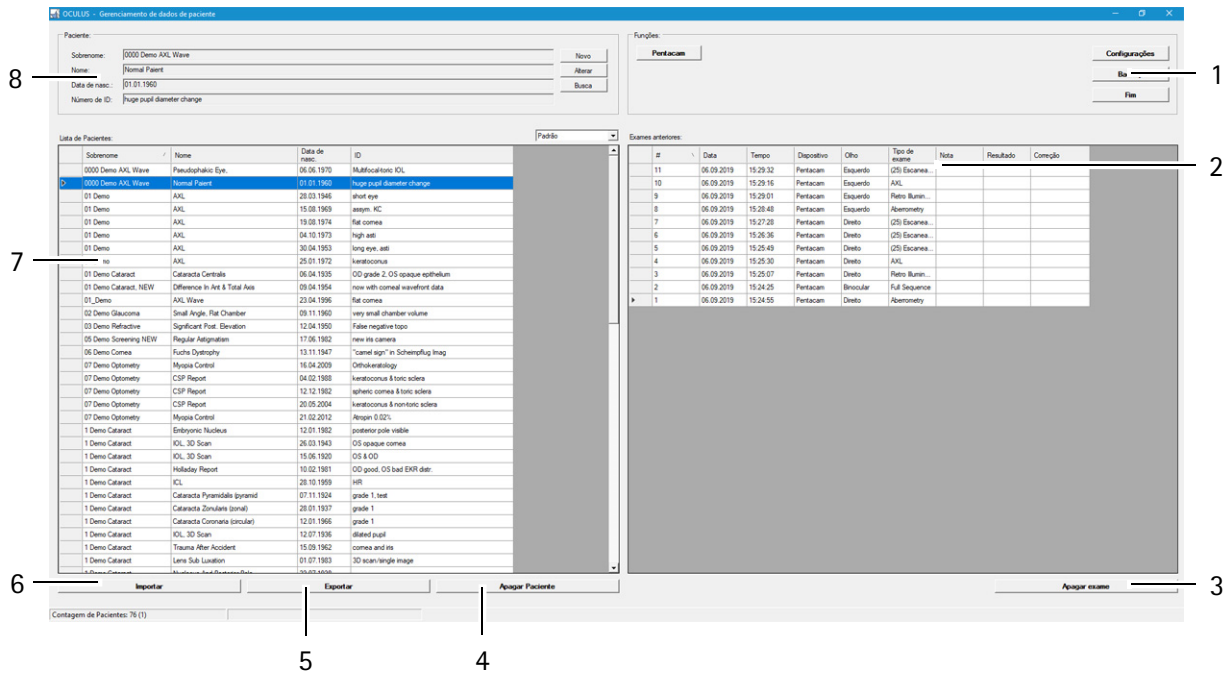 OCULUS - Gerenciamento de dados de paciente
Paciente:
Sobrenome: 0000 Demo AXL Wave Novo
Nome: Normal Paient Alterar
Data de nasc.: 01.01.1960 Busca
Número de ID: huge pupil diameter change
Funções:
Pentacam Configurações
Fim
8
1
Lista de Pacientes: Padrão
Sobrenome Nome Data de nasc. ID
0000 Demo AXL Wave Pseudophakic Eye, 06.06.1970 Multifocal-toric IOL
0000 Demo AXL Wave Normal Paient 01.01.1960 huge pupil diameter change
01 Demo AXL 28.03.1946 short eye
01 Demo AXL 15.08.1969 assym. KC
01 Demo AXL 19.08.1974 flat cornea
01 Demo AXL 04.10.1973 high asti
01 Demo AXL 30.04.1953 long eye, asti
no AXL 25.01.1972 keratoconus
01 Demo Cataract Cataracta Centralis 06.04.1935 OD grade 2, OS opaque epithelium
01 Demo Cataract, NEW Difference In Ant & Total Axis 09.04.1954 now with corneal wavefront data
01_Demo AXL Wave 23.04.1996 flat cornea
02 Demo Glaucoma Small Angle, Flat Chamber 09.11.1960 very small chamber volume
03 Demo Refractive Significant Post. Elevation 12.04.1950 False negative topo
05 Demo Screening NEW Regular Astigmatism 17.06.1982 new iris camera
06 Demo Cornea Fuchs Dystrophy 13.11.1947 "camel sign" in Scheimpflug Imag
07 Demo Optometry Myopia Control 16.04.2009 Orthokeratology
07 Demo Optometry CSP Report 04.02.1988 keratoconus & toric sclera
07 Demo Optometry CSP Report 12.12.1982 spheric cornea & toric sclera
07 Demo Optometry CSP Report 20.05.2004 keratoconus & non-toric sclera
07 Demo Optometry Myopia Control 21.02.2012 Atropin 0.02%
1 Demo Cataract Embryonic Nucleus 12.01.1982 posterior pole visible
1 Demo Cataract IOL, 3D Scan 26.03.1943 OS opaque cornea
1 Demo Cataract IOL, 3D Scan 15.06.1920 OS & OD
1 Demo Cataract Holladay Report 10.02.1981 OD good, OS bad EKR distr.
1 Demo Cataract ICL 28.10.1959 HR
1 Demo Cataract Cataracta Pyramidalis (pyramid 07.11.1924 grade 1, test
1 Demo Cataract Cataracta Zonularis (zonal) 28.01.1937 grade 1
1 Demo Cataract Cataracta Coronaria (circular) 12.01.1966 grade 1
1 Demo Cataract IOL, 3D Scan 12.07.1936 dilated pupil
1 Demo Cataract Trauma After Accident 15.09.1962 cornea and iris
1 Demo Cataract Lens Sub Luxation 01.07.1983 3D scan/single image
7
Exames anteriores:
# Data Tempo Dispositivo Olho Tipo de exame Nota Resultado Correção
11 06.09.2019 15:29:32 Pentacam Esquerdo (25) Escanea...
10 06.09.2019 15:29:16 Pentacam Esquerdo AXL
9 06.09.2019 15:29:01 Pentacam Esquerdo Retro Illumin...
8 06.09.2019 15:28:48 Pentacam Esquerdo Aberrometry
7 06.09.2019 15:27:28 Pentacam Direito (25) Escanea...
6 06.09.2019 15:26:36 Pentacam Direito (25) Escanea...
5 06.09.2019 15:25:49 Pentacam Direito (25) Escanea...
4 06.09.2019 15:25:30 Pentacam Direito AXL
3 06.09.2019 15:25:07 Pentacam Direito Retro Illumin...
2 06.09.2019 15:24:25 Pentacam Binocular Full Sequence
1 06.09.2019 15:24:55 Pentacam Direito Aberrometry
2
6
Importar Exportar Apagar Paciente Apagar exame
3
Contagem de Pacientes: 76 (1)
5 4